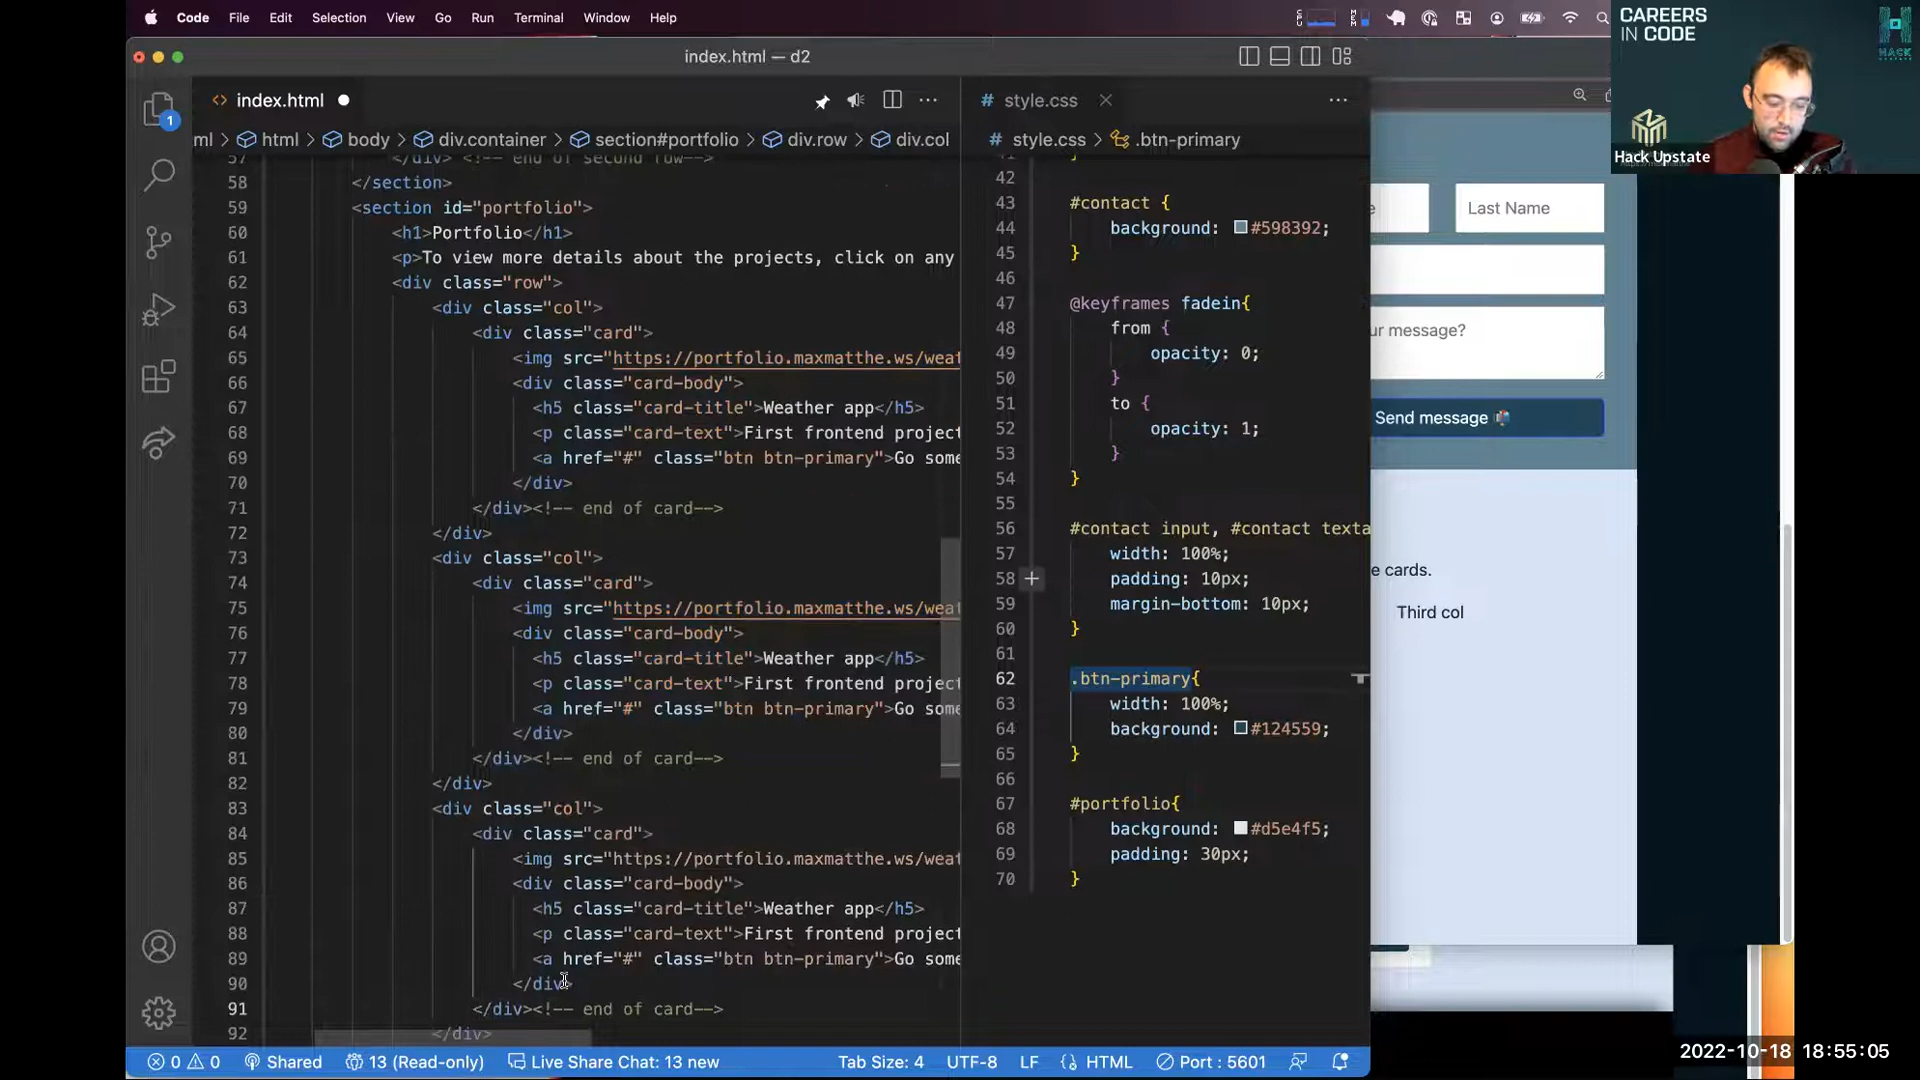 Code File Edit Selection View Go Run Terminal Window Help
CAREERS
IN CODE
HACK
Hack Upstate
index.html — d2
index.html
style.css
ml > html > body > div.container > section#portfolio > div.row > div.col
style.css > .btn-primary
57 </div> <!-- end of second row-->
58 </section>
59 <section id="portfolio">
60 <h1>Portfolio</h1>
61 <p>To view more details about the projects, click on any
62 <div class="row">
63 <div class="col">
64 <div class="card">
65 <img src="https://portfolio.maxmatthe.ws/weat
66 <div class="card-body">
67 <h5 class="card-title">Weather app</h5>
68 <p class="card-text">First frontend project
69 <a href="#" class="btn btn-primary">Go some
70 </div>
71 </div><!-- end of card-->
72 </div>
73 <div class="col">
74 <div class="card">
75 <img src="https://portfolio.maxmatthe.ws/weat
76 <div class="card-body">
77 <h5 class="card-title">Weather app</h5>
78 <p class="card-text">First frontend project
79 <a href="#" class="btn btn-primary">Go some
80 </div>
81 </div><!-- end of card-->
82 </div>
83 <div class="col">
84 <div class="card">
85 <img src="https://portfolio.maxmatthe.ws/weat
86 <div class="card-body">
87 <h5 class="card-title">Weather app</h5>
88 <p class="card-text">First frontend project
89 <a href="#" class="btn btn-primary">Go some
90 </div>
91 </div><!-- end of card-->
92 </div>
41 }
42
43 #contact {
44 background: #598392;
45 }
46
47 @keyframes fadein{
48 from {
49 opacity: 0;
50 }
51 to {
52 opacity: 1;
53 }
54 }
55
56 #contact input, #contact texta
57 width: 100%;
58 padding: 10px;
59 margin-bottom: 10px;
60 }
61
62 .btn-primary{
63 width: 100%;
64 background: #124559;
65 }
66
67 #portfolio{
68 background: #d5e4f5;
69 padding: 30px;
70 }
e
Last Name
ur message?
Send message
e cards.
Third col
1
0 0 Shared 13 (Read-only) Live Share Chat: 13 new Tab Size: 4 UTF-8 LF {} HTML Port : 5601
2022-10-18 18:55:05